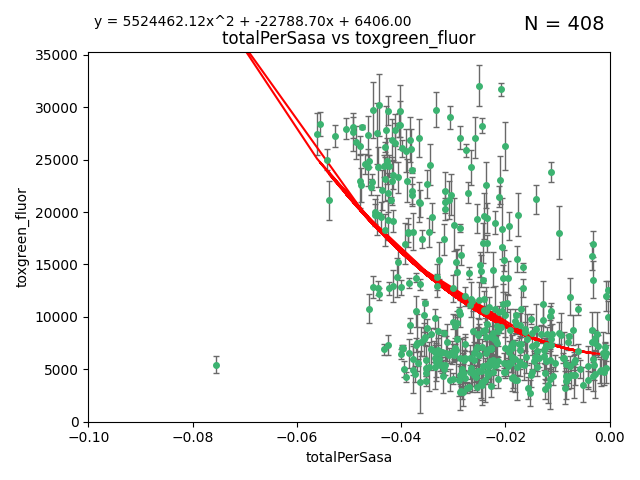 y = 5524462.12x^2 + -22788.70x + 6406.00
N = 408
totalPerSasa vs toxgreen_fluor
35000
30000
25000
20000
15000
10000
5000
0
toxgreen_fluor
−0.10
−0.08
−0.06
−0.04
−0.02
0.00
totalPerSasa